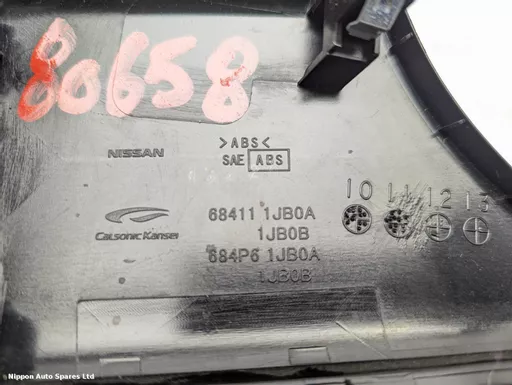 80658
NISSAN
>ABS<
SAE ABS
Calsonic Kansei
68411 1JB0A
1JB0B
684P6 1JB0A
1JB0B
10 11 12 13
Nippon Auto Spares Ltd